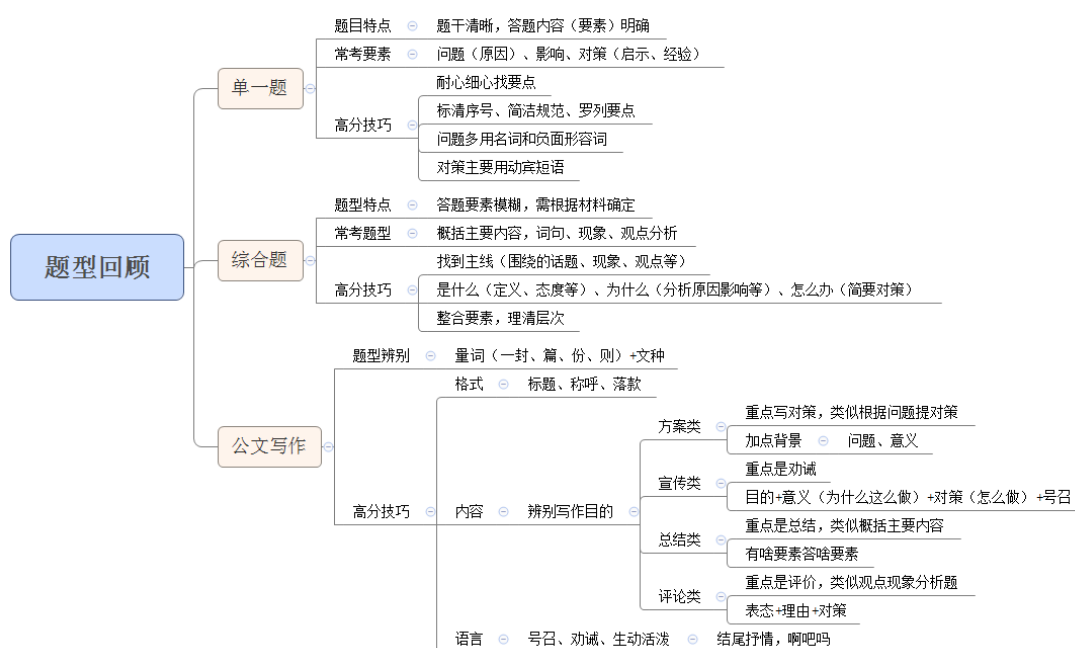 题型回顾
单一题
题目特点
题干清晰，答题内容（要素）明确
常考要素
问题（原因）、影响、对策（启示、经验）
高分技巧
耐心细心找要点
标清序号、简洁规范、罗列要点
问题多用名词和负面形容词
对策主要用动宾短语
综合题
题型特点
答题要素模糊，需根据材料确定
常考题型
概括主要内容，词句、现象、观点分析
高分技巧
找到主线（围绕的话题、现象、观点等）
是什么（定义、态度等）、为什么（分析原因影响等）、怎么办（简要对策）
整合要素，理清层次
公文写作
题型辨别
量词（一封、篇、份、则）+文种
高分技巧
格式
标题、称呼、落款
内容
辨别写作目的
方案类
重点写对策，类似根据问题提对策
加点背景
问题、意义
宣传类
重点是劝诫
目的+意义（为什么这么做）+对策（怎么做）+号召
总结类
重点是总结，类似概括主要内容
有啥要素答啥要素
评论类
重点是评价，类似观点现象分析题
表态+理由+对策
语言
号召、劝诫、生动活泼
结尾抒情，啊吧吗